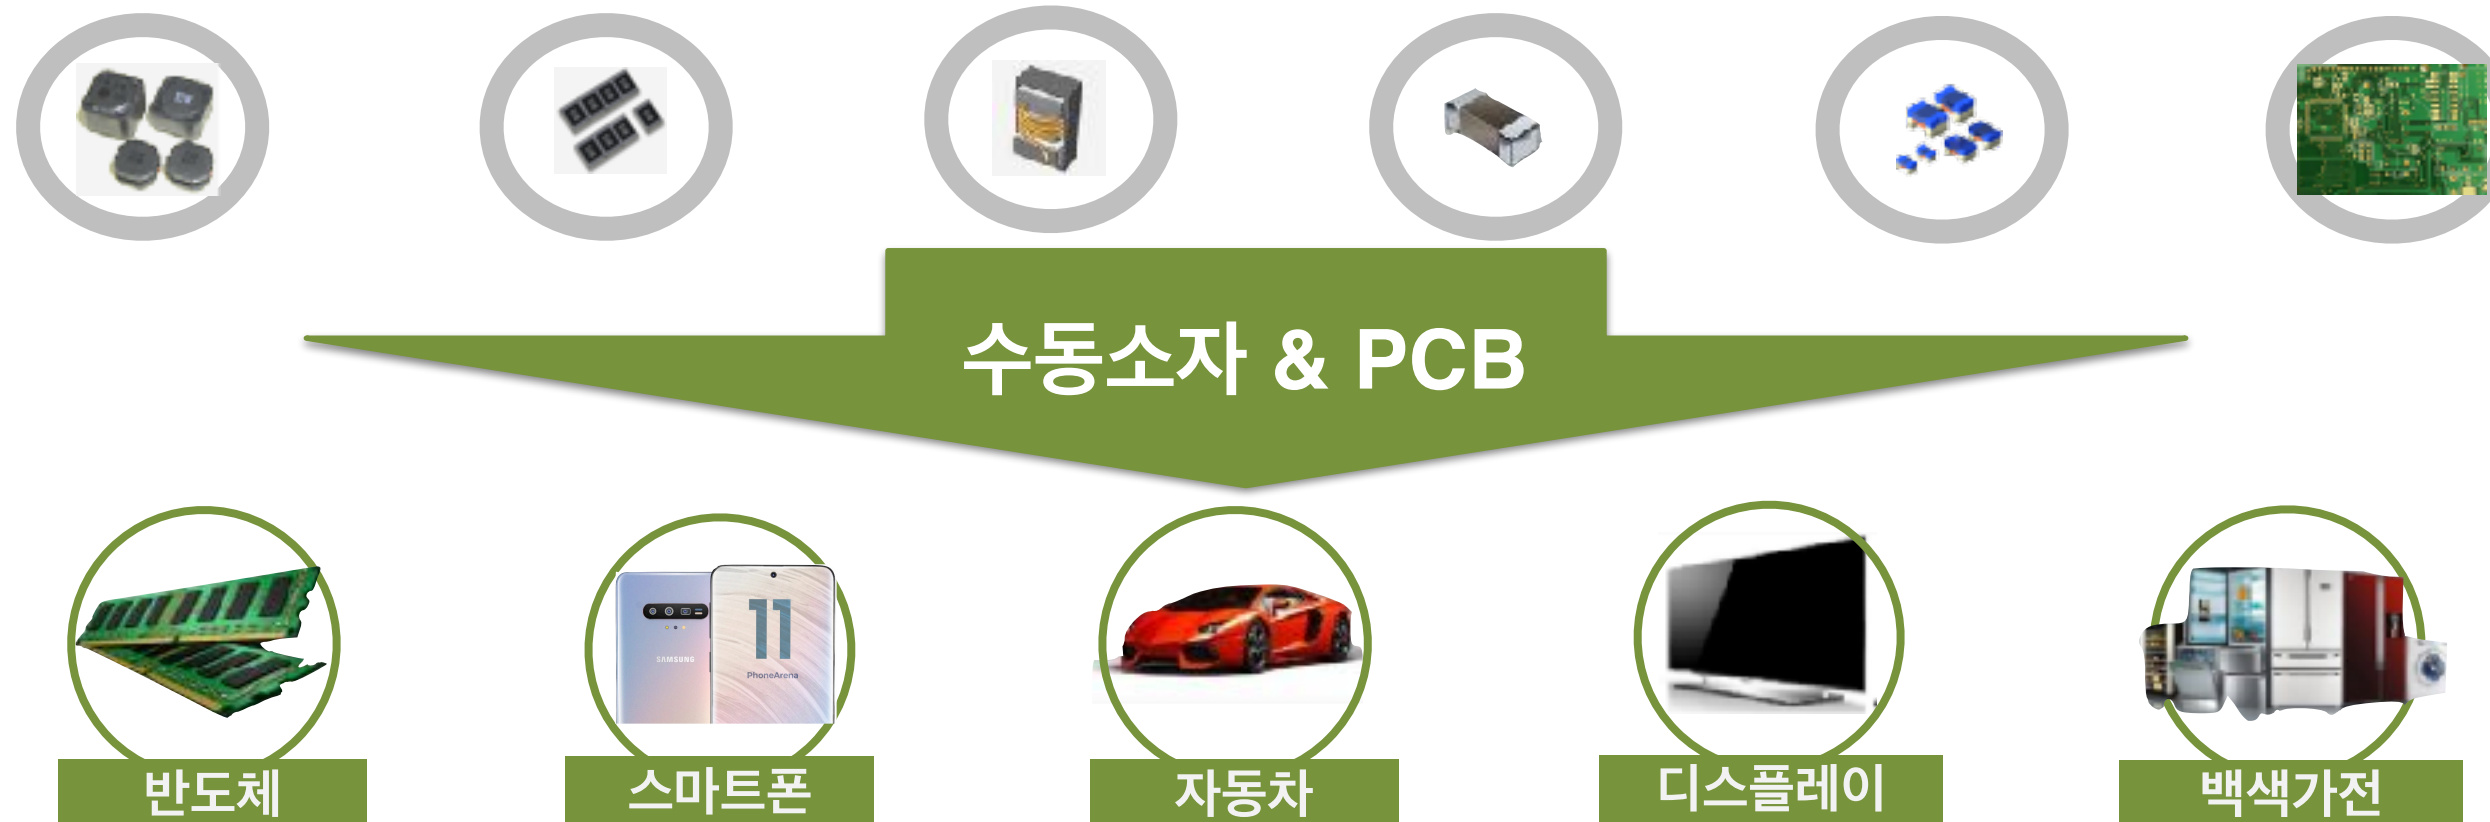 수동소자 & PCB
SAMSUNG
11
PhoneArena
반도체
스마트폰
자동차
디스플레이
백색가전